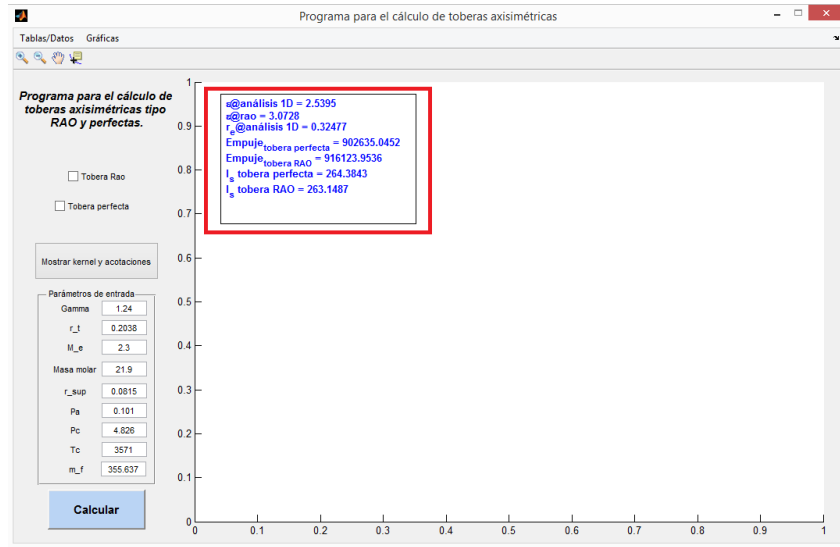 Programa para el cálculo de toberas axisimétricas
Tablas/Datos Gráficas
Programa para el cálculo de
toberas axisimétricas tipo
RAO y perfectas.
Tobera Rao
Tobera perfecta
Mostrar kernel y acotaciones
Parámetros de entrada
Gamma 1.24
r_t 0.2038
M_e 2.3
Masa molar 21.9
r_sup 0.0815
Pa 0.101
Pc 4.826
Tc 3571
m_f 355.637
Calcular
ε@análisis 1D = 2.5395
ε@rao = 3.0728
r_e@análisis 1D = 0.32477
Empuje_tobera perfecta = 902635.0452
Empuje_tobera RAO = 916123.9536
I_s tobera perfecta = 264.3843
I_s tobera RAO = 263.1487
1
0.9
0.8
0.7
0.6
0.5
0.4
0.3
0.2
0.1
0
0 0.1 0.2 0.3 0.4 0.5 0.6 0.7 0.8 0.9 1